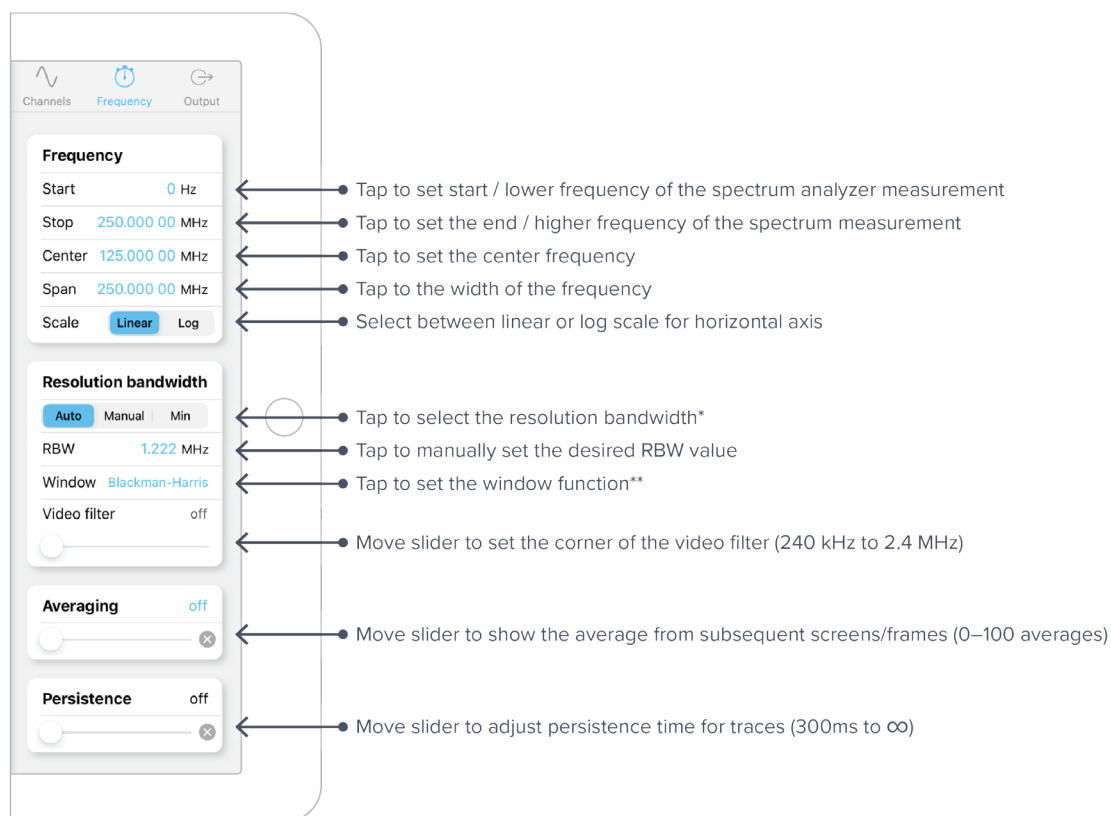 Channels Frequency Output
Frequency
Start 0 Hz Tap to set start / lower frequency of the spectrum analyzer measurement
Stop 250.000 00 MHz Tap to set the end / higher frequency of the spectrum measurement
Center 125.000 00 MHz Tap to set the center frequency
Span 250.000 00 MHz Tap to the width of the frequency
Scale Linear Log Select between linear or log scale for horizontal axis
Resolution bandwidth
Auto Manual Min Tap to select the resolution bandwidth*
RBW 1.222 MHz Tap to manually set the desired RBW value
Window Blackman-Harris Tap to set the window function**
Video filter off
Move slider to set the corner of the video filter (240 kHz to 2.4 MHz)
Averaging off
Move slider to show the average from subsequent screens/frames (0–100 averages)
Persistence off
Move slider to adjust persistence time for traces (300ms to ∞)